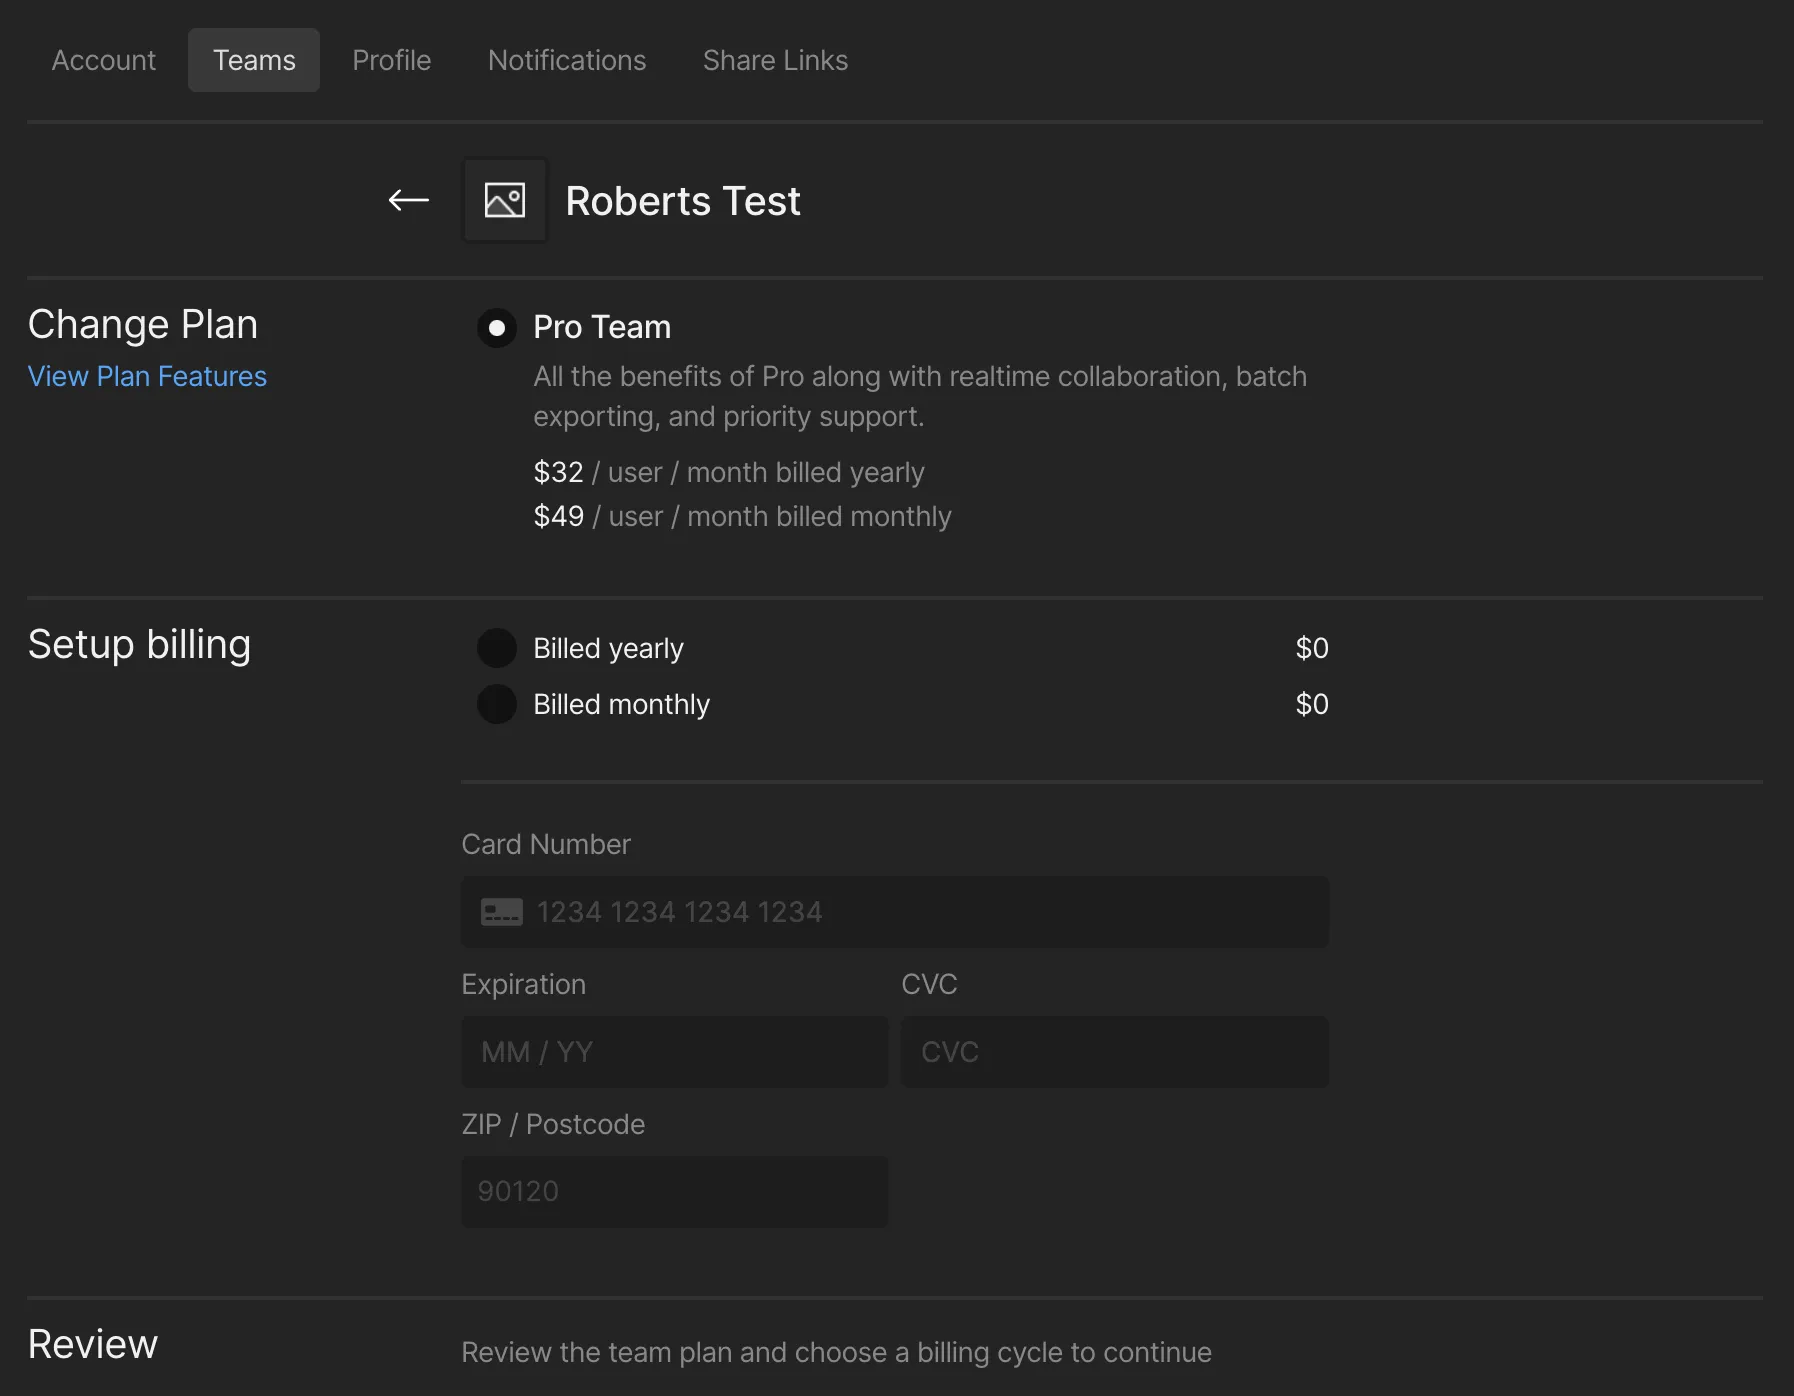 Account Teams Profile Notifications Share Links
Roberts Test
Change Plan
View Plan Features
Pro Team
All the benefits of Pro along with realtime collaboration, batch
exporting, and priority support.
$32 / user / month billed yearly
$49 / user / month billed monthly
Setup billing
Billed yearly $0
Billed monthly $0
Card Number
1234 1234 1234 1234
Expiration CVC
MM / YY CVC
ZIP / Postcode
90120
Review
Review the team plan and choose a billing cycle to continue